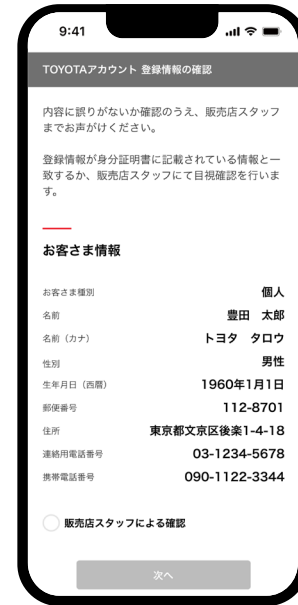 9:41
TOYOTAアカウント 登録情報の確認
内容に誤りがないか確認のうえ、販売店スタッフ
までお声がけください。
登録情報が身分証明書に記載されている情報と一
致するか、販売店スタッフにて目視確認を行いま
す。
お客さま情報
お客さま種別 個人
名前 豊田 太郎
名前（カナ） トヨタ タロウ
性別 男性
生年月日（西暦） 1960年1月1日
郵便番号 112-8701
住所 東京都文京区後楽1-4-18
連絡用電話番号 03-1234-5678
携帯電話番号 090-1122-3344
販売店スタッフによる確認
次へ